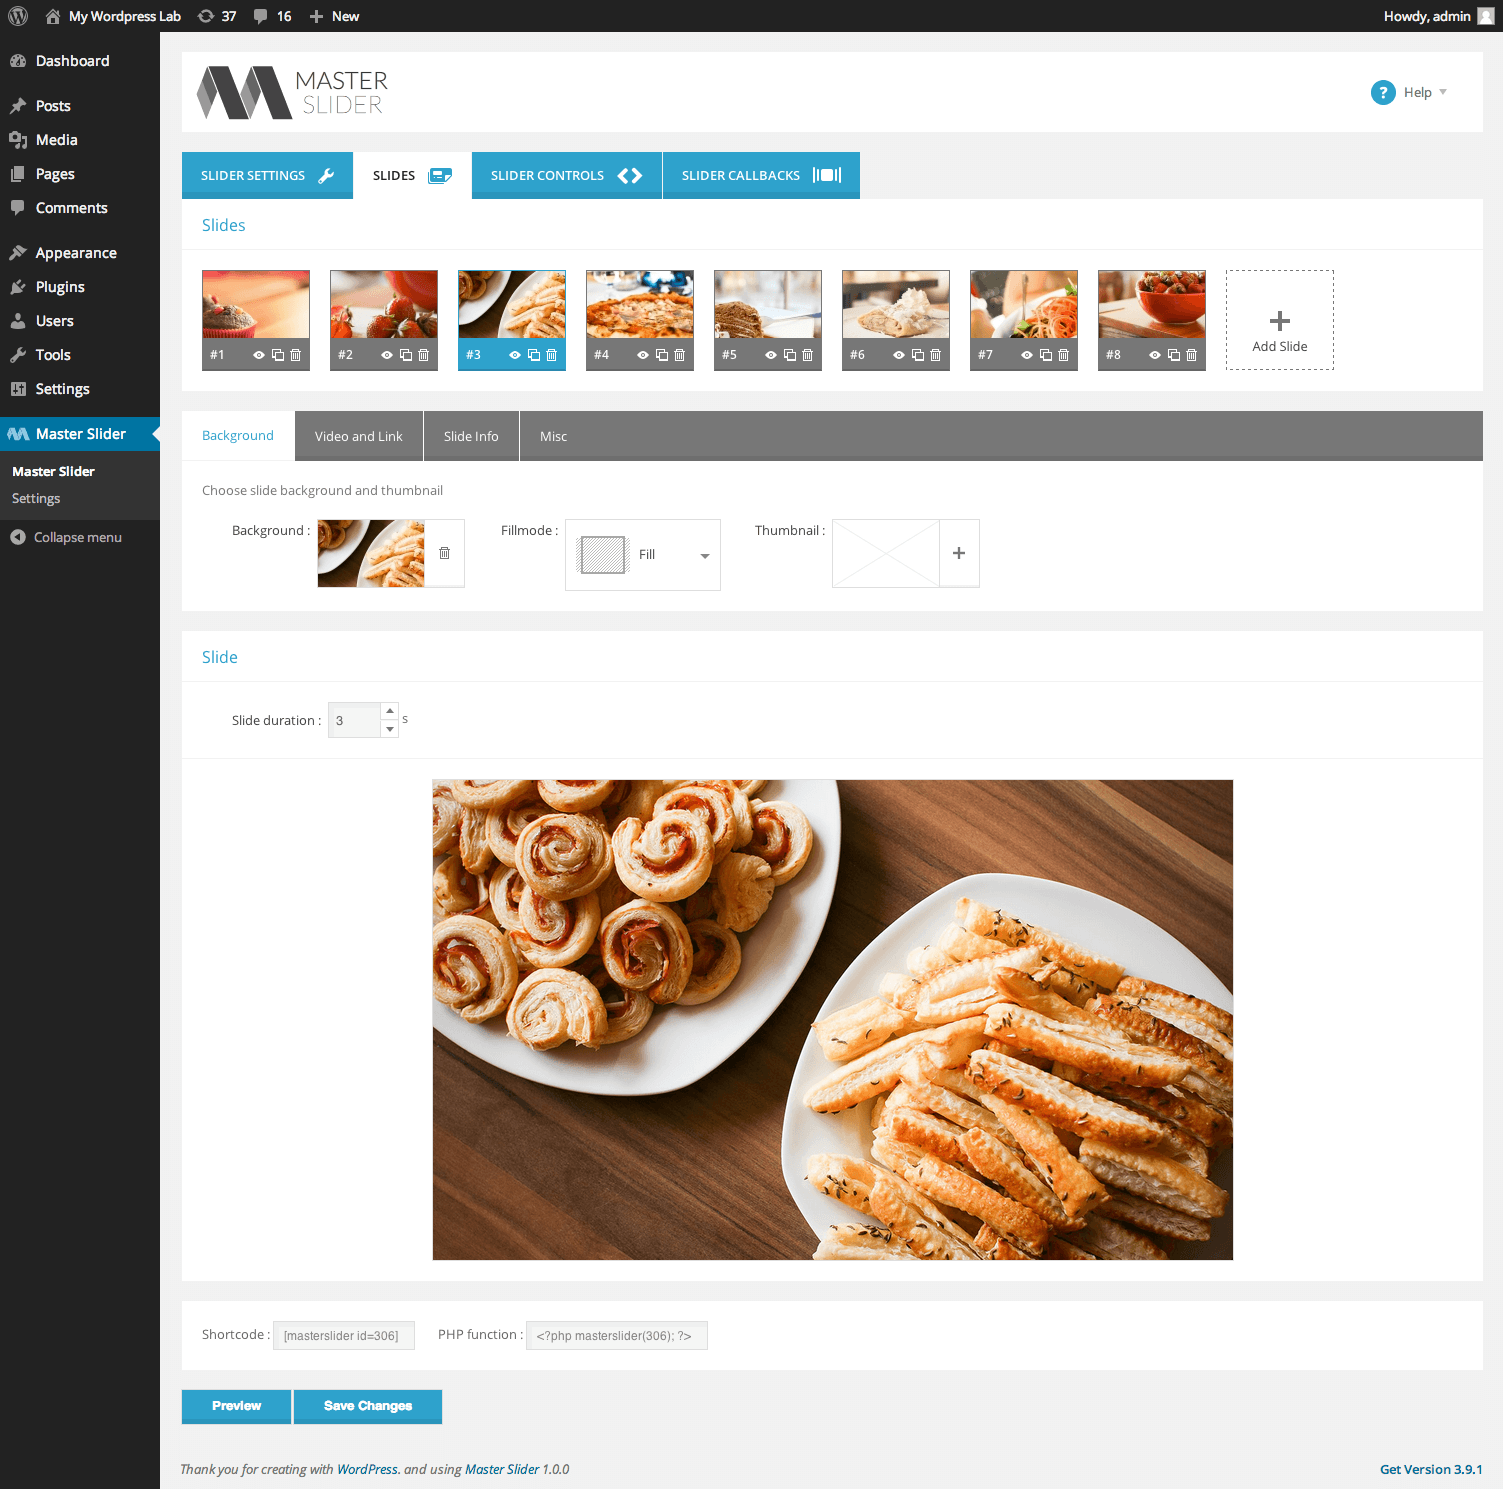 My Wordpress Lab 37 16 New Howdy, admin
Dashboard
Posts
Media
Pages
Comments
Appearance
Plugins
Users
Tools
Settings
Master Slider
Master Slider
Settings
Collapse menu
MASTER
SLIDER
? Help
SLIDER SETTINGS SLIDES SLIDER CONTROLS SLIDER CALLBACKS
Slides
#1 #2 #3 #4 #5 #6 #7 #8
Add Slide
Background Video and Link Slide Info Misc
Choose slide background and thumbnail
Background : Fillmode : Fill Thumbnail :
Slide
Slide duration : 3 s
Shortcode : [masterslider id=306] PHP function : <?php masterslider(306); ?>
Preview Save Changes
Thank you for creating with WordPress. and using Master Slider 1.0.0 Get Version 3.9.1